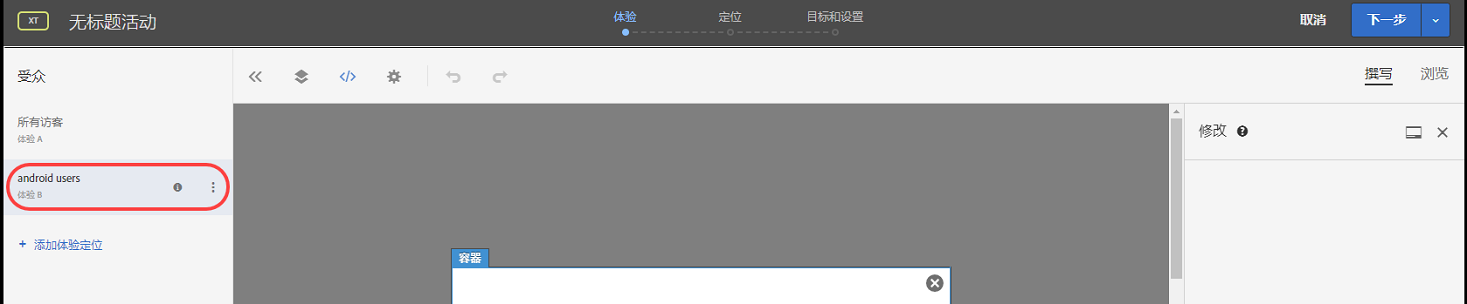 XT 无标题活动 体验 定位 目标和设置 取消 下一步
受众 </> 撰写 浏览
所有访客
体验 A
修改 ?
android users
体验 B
+ 添加体验定位
容器